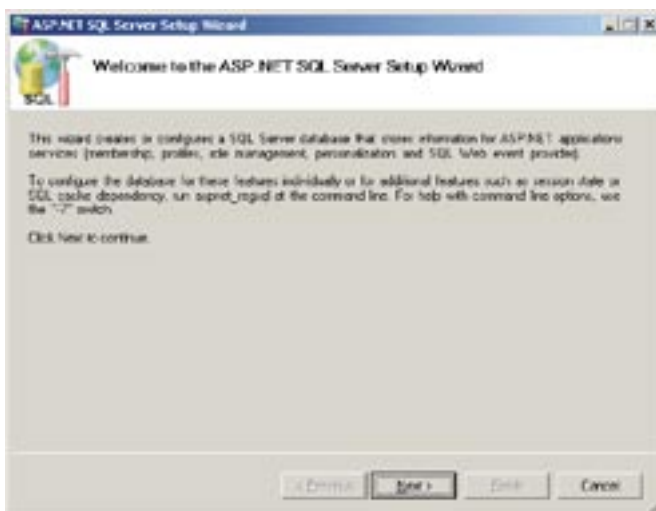 ASP.NET SQL Server Setup Wizard
Welcome to the ASP.NET SQL Server Setup Wizard
SQL
This wizard creates or configures a SQL Server database that stores information for ASP.NET applications
services (membership, profiles, role management, personalization and SQL Web event provider).
To configure the database for these features individually or for additional features such as session state or
SQL cache dependency, run aspnet_regsql at the command line. For help with command line options, use
the "-?" switch.
Click Next to continue.
< Previous
Next >
Finish
Cancel